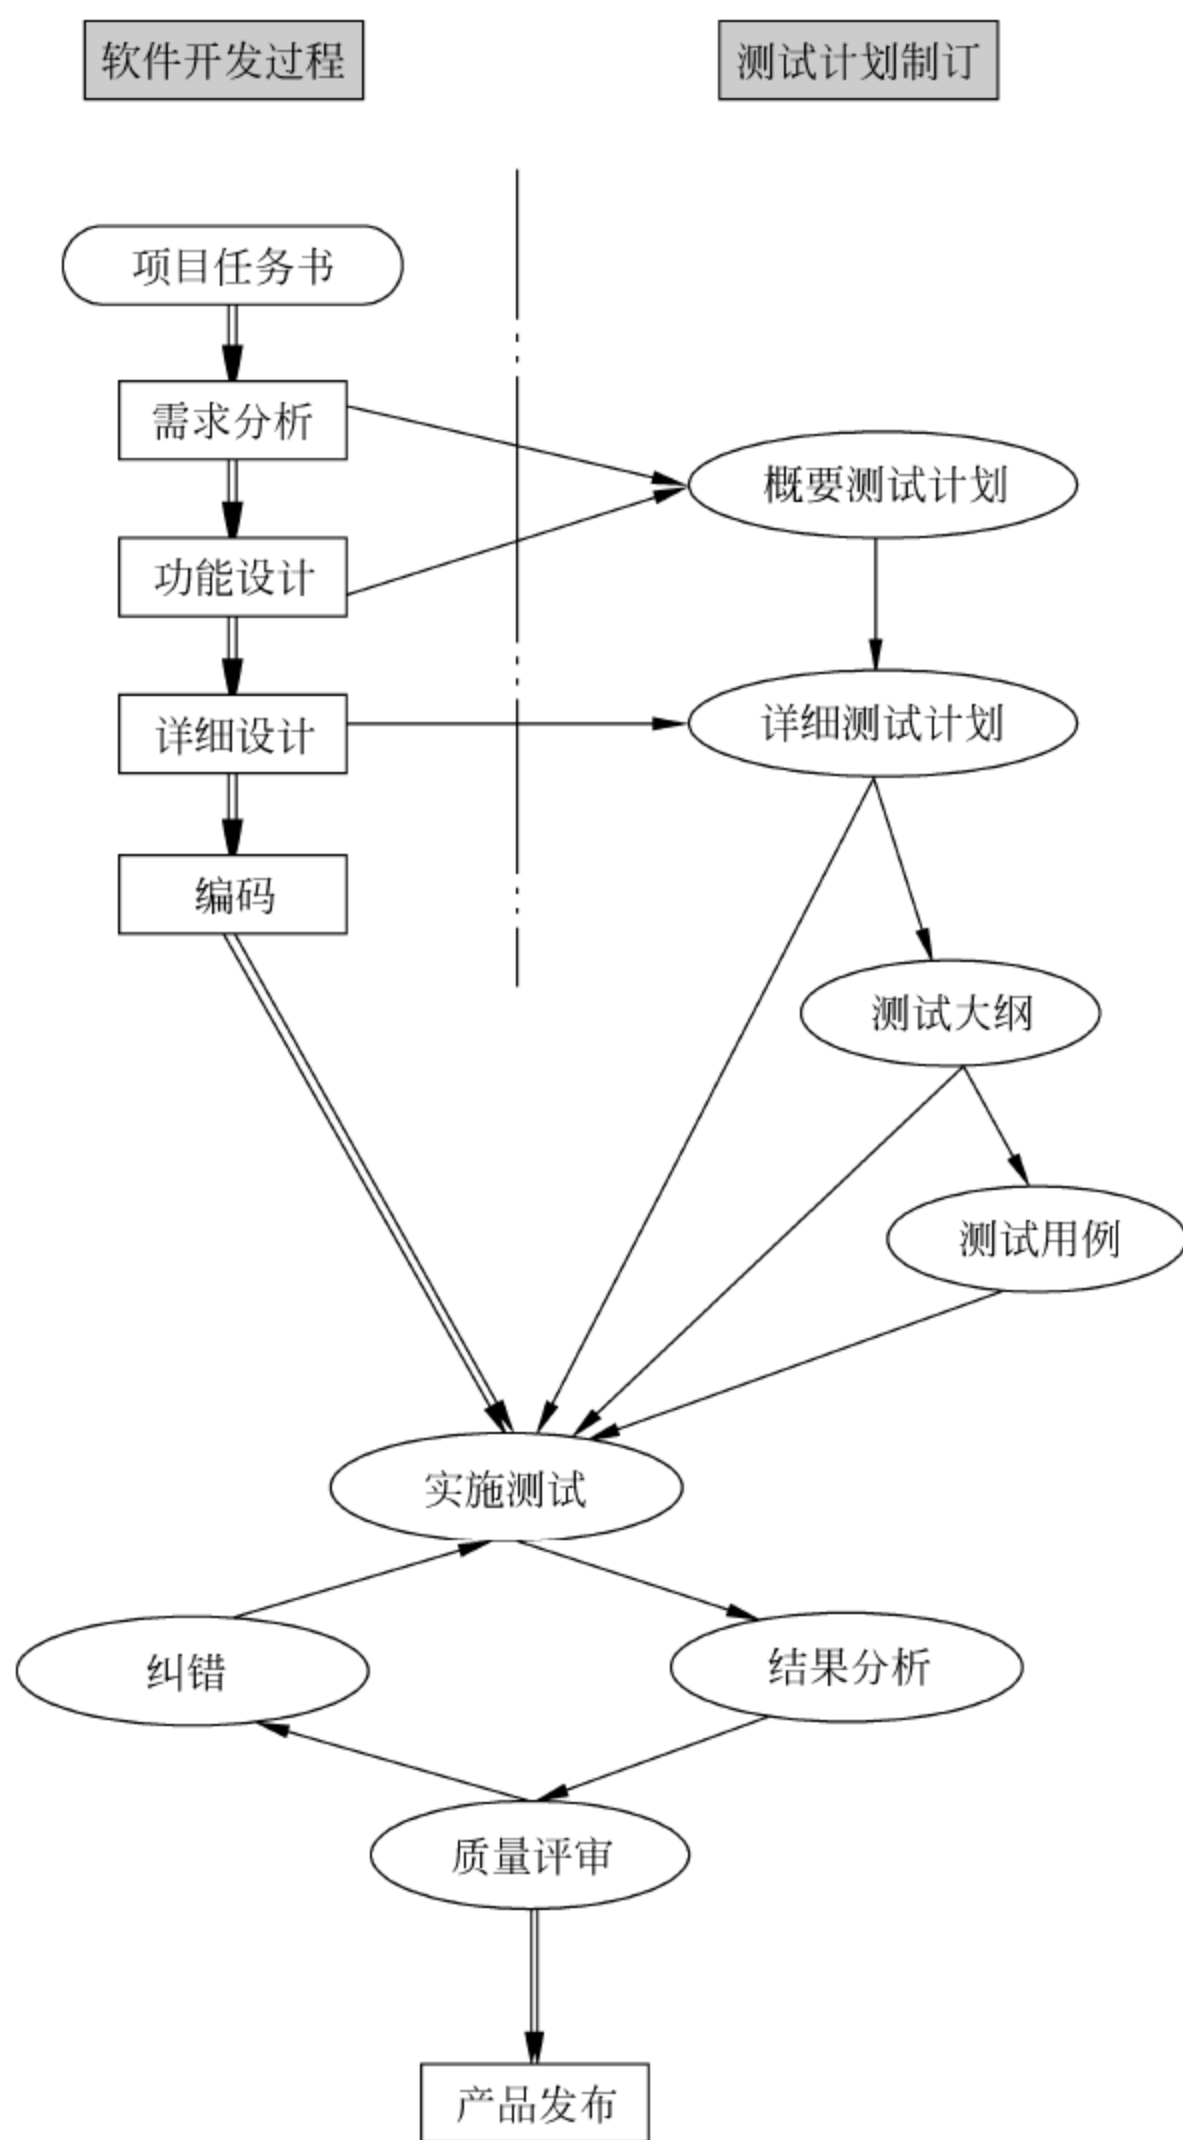 软件开发过程
测试计划制订
项目任务书
需求分析
概要测试计划
功能设计
详细设计
详细测试计划
编码
测试大纲
测试用例
实施测试
纠错
结果分析
质量评审
产品发布